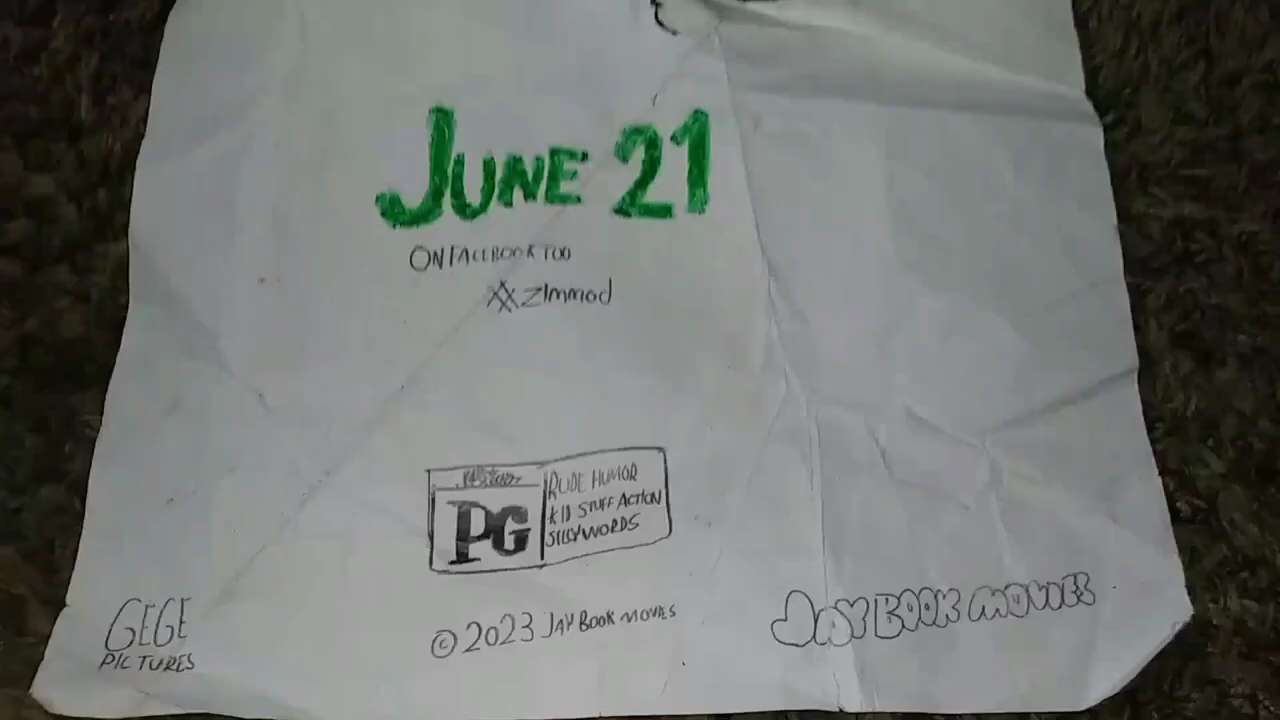 JUNE 21
ON FACEBOOK TOO
zImmod
PG
RUDE HUMOR
KID STUFF ACTION
SILLY WORDS
GEGE
PICTURES
© 2023 JAY BOOK MOVIES
JAY BOOK MOVIES